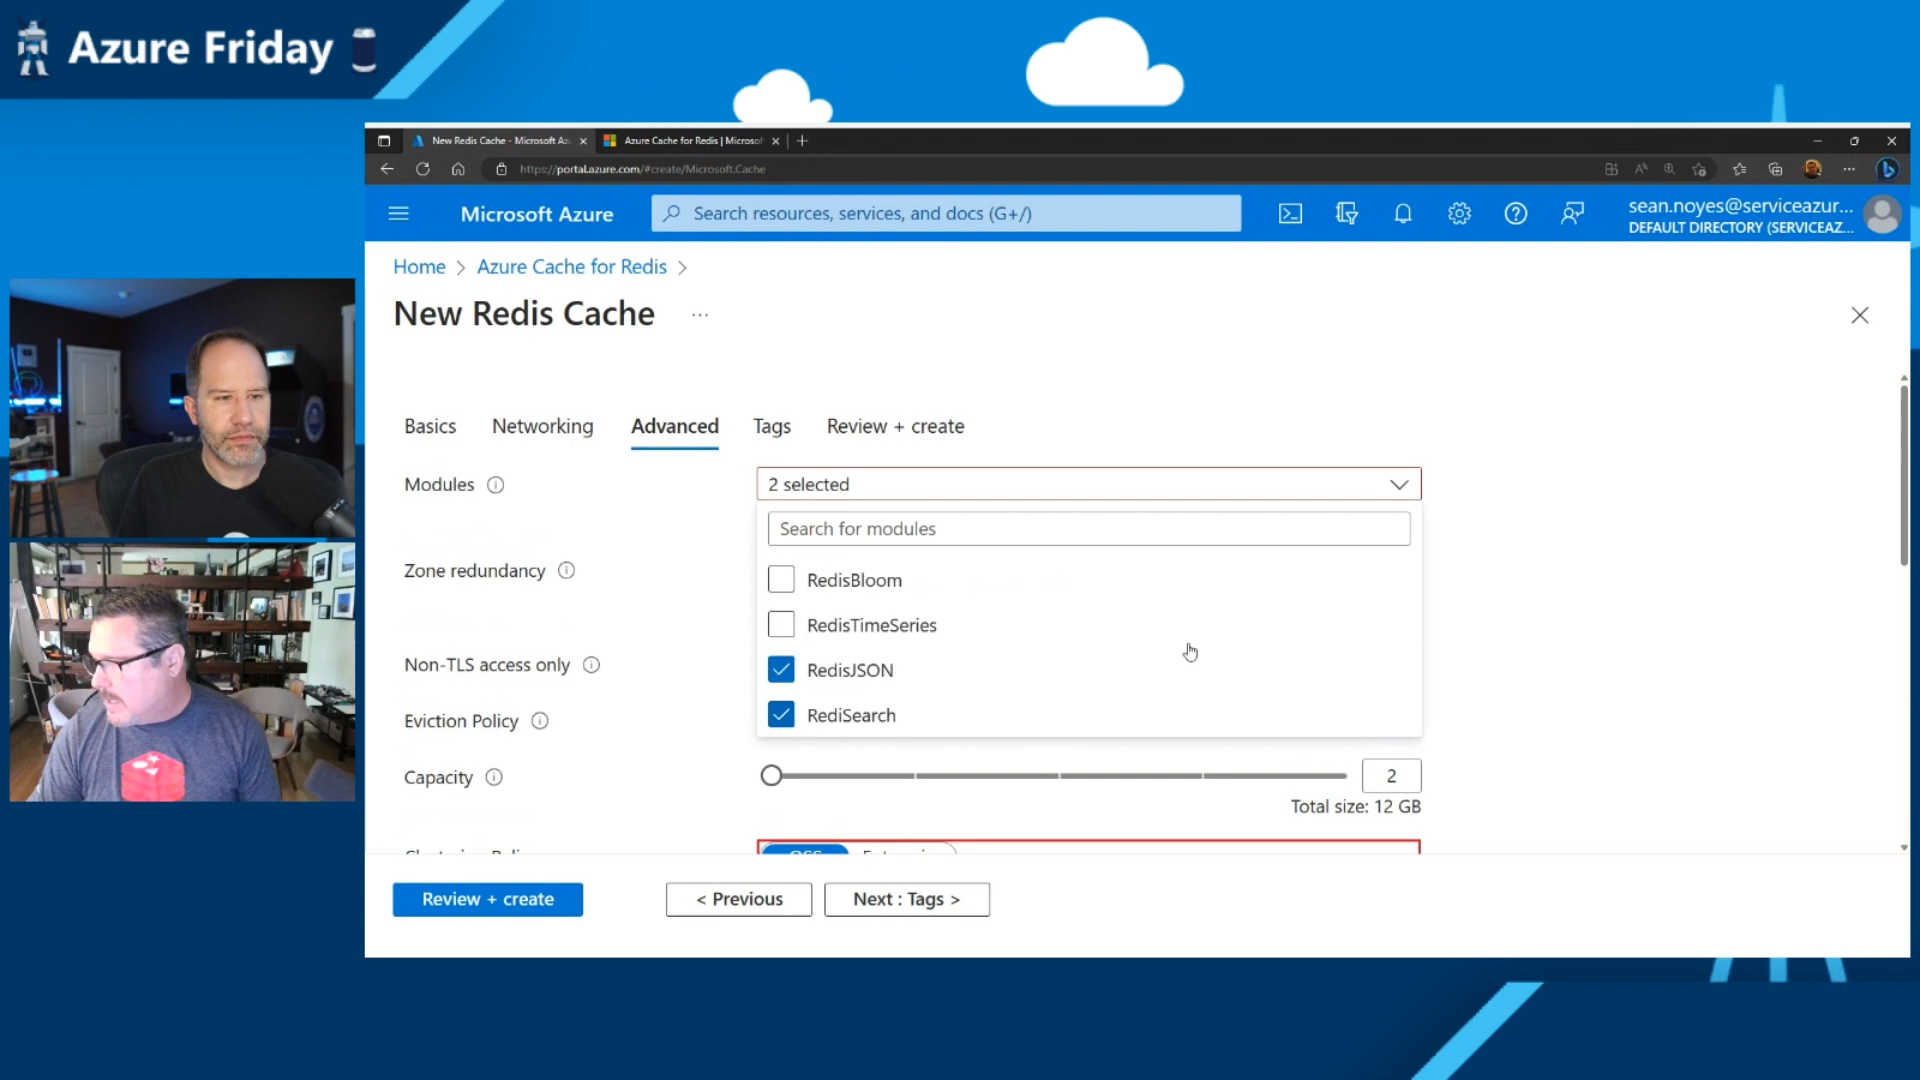 Azure Friday
New Redis Cache - Microsoft Az
Azure Cache for Redis | Microsof
https://portal.azure.com/#create/Microsoft.Cache
Microsoft Azure
Search resources, services, and docs (G+/)
sean.noyes@serviceazur...
DEFAULT DIRECTORY (SERVICEAZ...
Home > Azure Cache for Redis >
New Redis Cache ...
Basics
Networking
Advanced
Tags
Review + create
Modules
2 selected
Search for modules
RedisBloom
RedisTimeSeries
RedisJSON
RediSearch
Zone redundancy
Non-TLS access only
Eviction Policy
Capacity
2
Total size: 12 GB
Review + create
< Previous
Next : Tags >